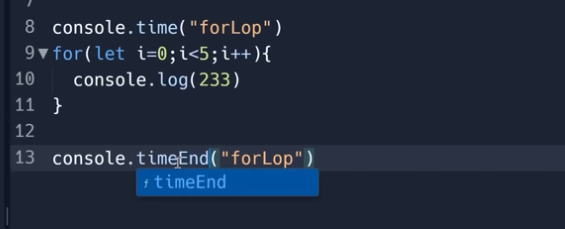 8 console.time("forLop")
9 for(let i=0;i<5;i++){
10 console.log(233)
11 }
12
13 console.timeEnd("forLop")
f timeEnd